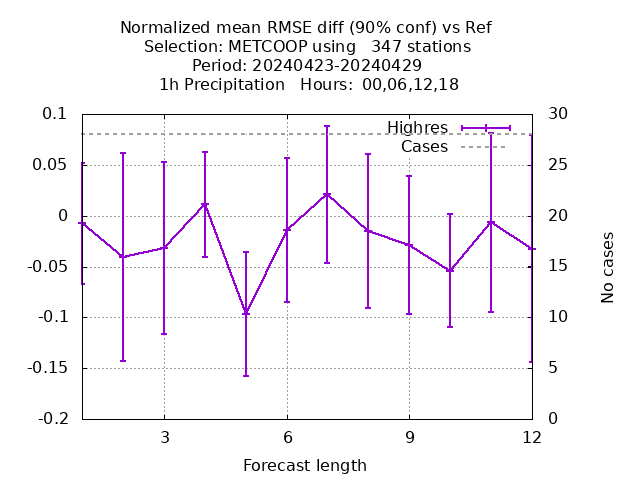 Normalized mean RMSE diff (90% conf) vs Ref
Selection: METCOOP using   347 stations
Period: 20240423-20240429
1h Precipitation   Hours:  00,06,12,18
0.1
0.05
0
-0.05
-0.1
-0.15
-0.2
Highres
Cases
30
25
20
15
10
5
0
No cases
3
6
9
12
Forecast length